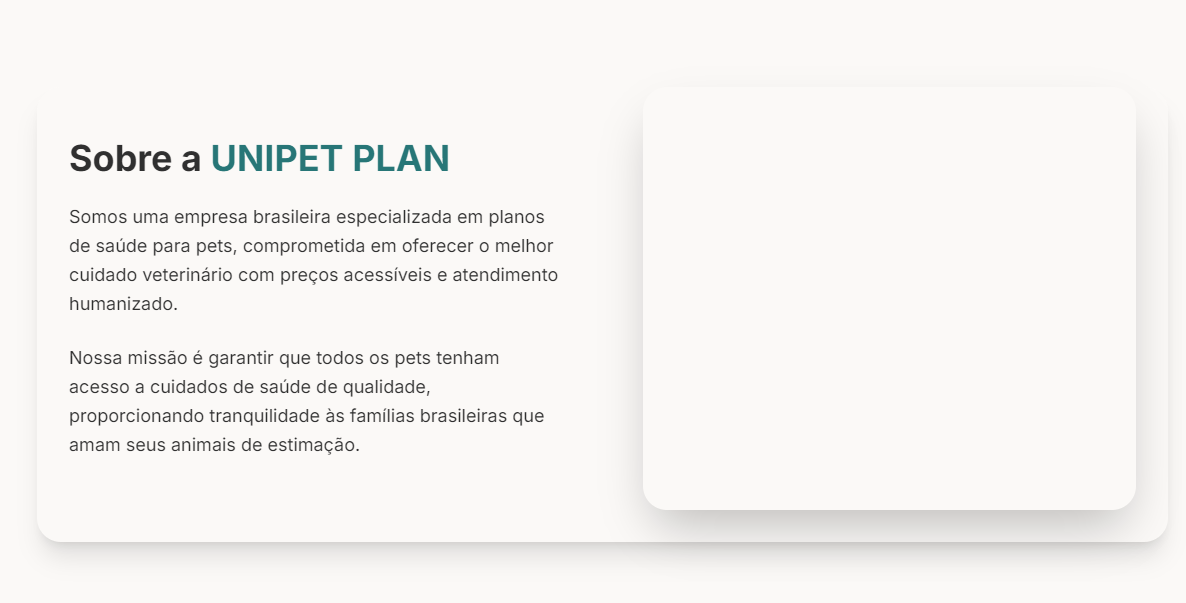 Sobre a UNIPET PLAN
Somos uma empresa brasileira especializada em planos
de saúde para pets, comprometida em oferecer o melhor
cuidado veterinário com preços acessíveis e atendimento
humanizado.
Nossa missão é garantir que todos os pets tenham
acesso a cuidados de saúde de qualidade,
proporcionando tranquilidade às famílias brasileiras que
amam seus animais de estimação.